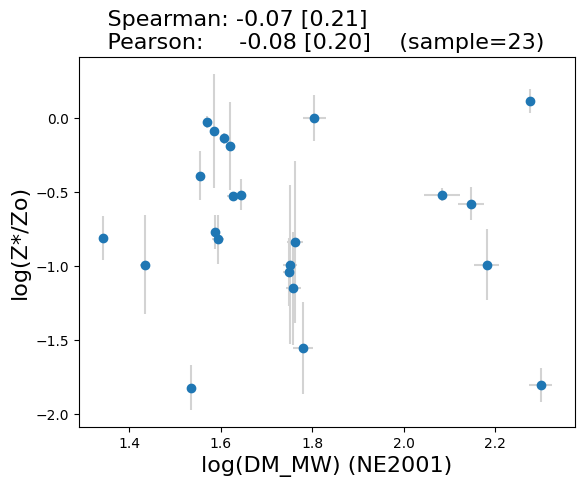 Spearman: -0.07 [0.21]
Pearson: -0.08 [0.20] (sample=23)
0.0
−0.5
−1.0
−1.5
−2.0
log(Z*/Zo)
1.4 1.6 1.8 2.0 2.2
log(DM_MW) (NE2001)